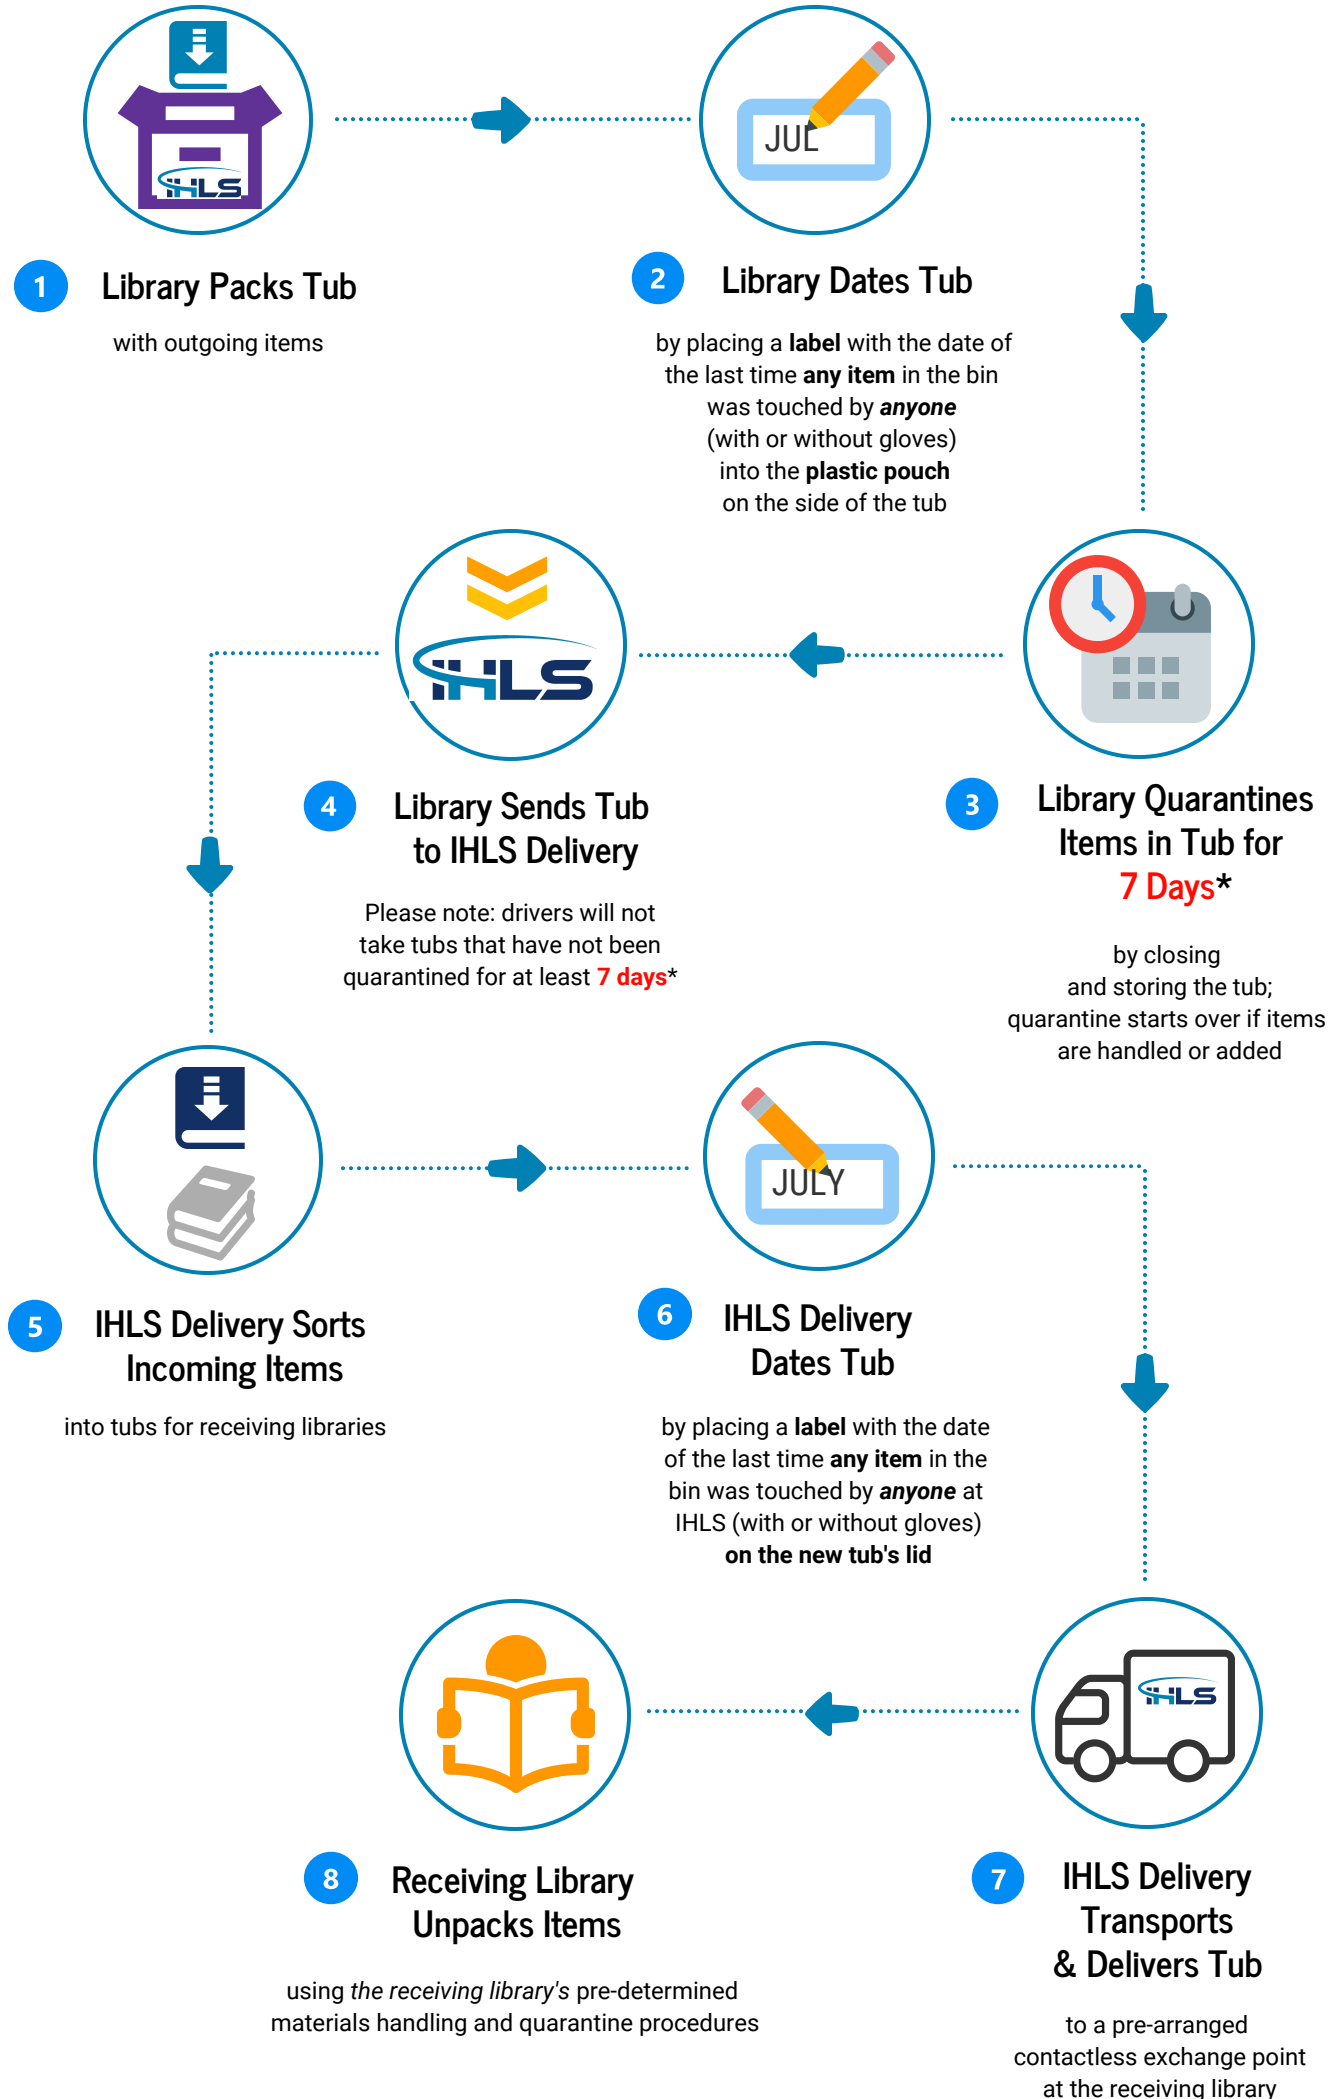 IHLS
JUL
1
Library Packs Tub
with outgoing items
2
Library Dates Tub
by placing a label with the date of
the last time any item in the bin
was touched by anyone
(with or without gloves)
into the plastic pouch
on the side of the tub
3
Library Quarantines
Items in Tub for
7 Days*
by closing
and storing the tub;
quarantine starts over if items
are handled or added
IHLS
4
Library Sends Tub
to IHLS Delivery
Please note: drivers will not
take tubs that have not been
quarantined for at least 7 days*
5
IHLS Delivery Sorts
Incoming Items
into tubs for receiving libraries
JULY
6
IHLS Delivery
Dates Tub
by placing a label with the date
of the last time any item in the
bin was touched by anyone at
IHLS (with or without gloves)
on the new tub's lid
IHLS
7
IHLS Delivery
Transports
& Delivers Tub
to a pre-arranged
contactless exchange point
at the receiving library
8
Receiving Library
Unpacks Items
using the receiving library's pre-determined
materials handling and quarantine procedures